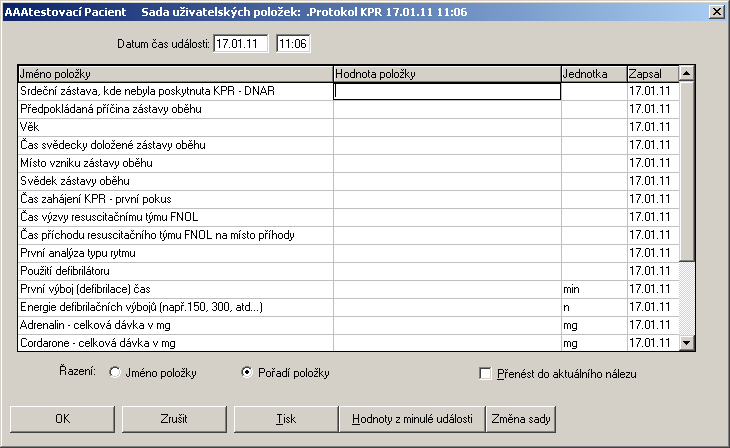 AAAtestovací Pacient Sada uživatelských položek: .Protokol KPR 17.01.11 11:06
Datum čas události: 17.01.11 11:06
Jméno položky Hodnota položky Jednotka Zapsal
Srdeční zástava, kde nebyla poskytnuta KPR - DNAR 17.01.11
Předpokládaná příčina zástavy oběhu 17.01.11
Věk 17.01.11
Čas svědecky doložené zástavy oběhu 17.01.11
Místo vzniku zástavy oběhu 17.01.11
Svědek zástavy oběhu 17.01.11
Čas zahájení KPR - první pokus 17.01.11
Čas výzvy resuscitačnímu týmu FNOL 17.01.11
Čas příchodu resuscitačního týmu FNOL na místo příhody 17.01.11
První analýza typu rytmu 17.01.11
Použití defibrilátoru 17.01.11
První výboj (defibrilace) čas min 17.01.11
Energie defibrilačních výbojů (např.150, 300, atd...) n 17.01.11
Adrenalin - celková dávka v mg mg 17.01.11
Cordarone - celková dávka v mg mg 17.01.11
Řazení: Jméno položky Pořadí položky Přenést do aktuálního nálezu
OK Zrušit Tisk Hodnoty z minulé události Změna sady